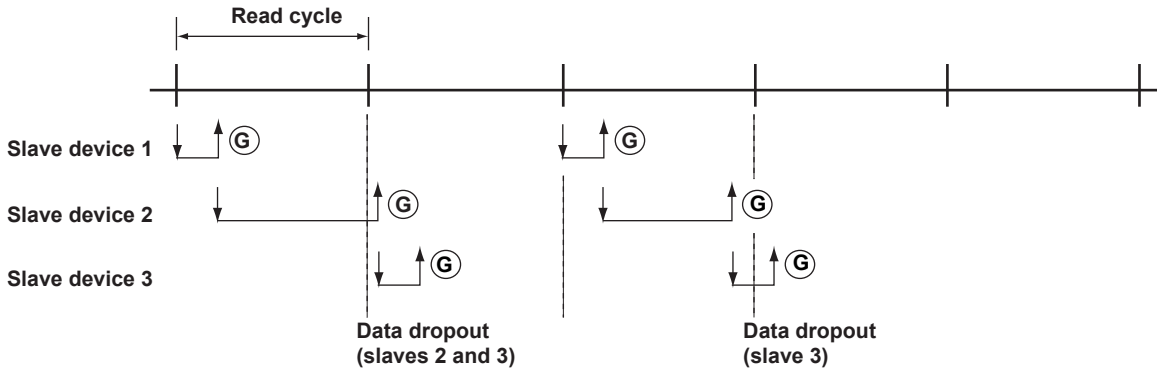 Read cycle
Slave device 1
G
G
Slave device 2
G
G
Slave device 3
G
G
Data dropout
(slaves 2 and 3)
Data dropout
(slave 3)